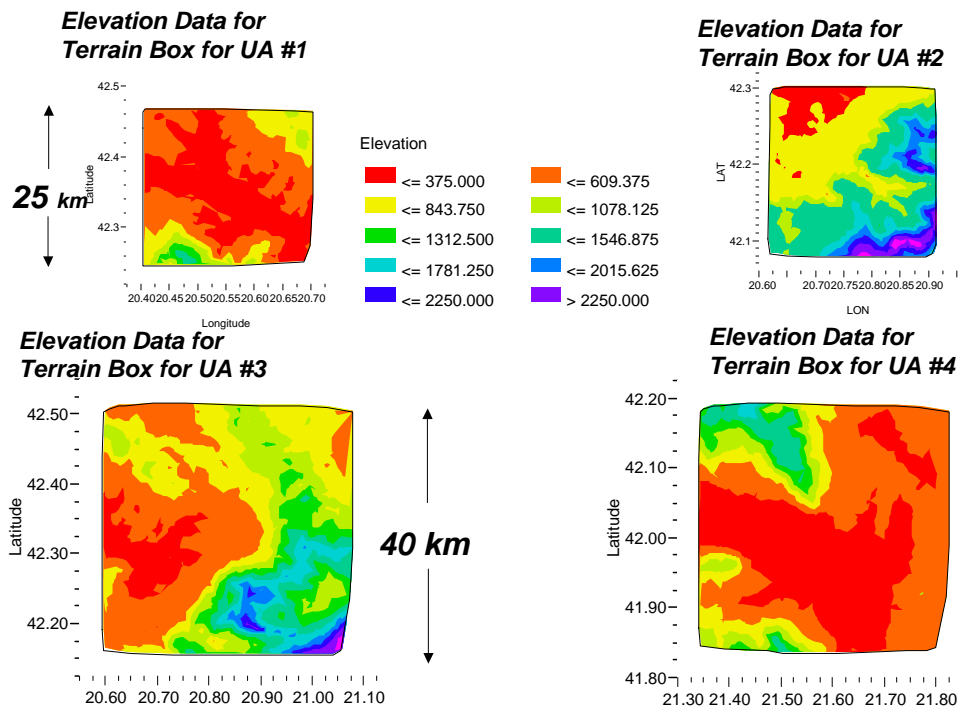 Elevation Data for
Terrain Box for UA #1
42.5
42.4
42.3
Latitude
20.40 20.45 20.50 20.55 20.60 20.65 20.70
Longitude
25 km
Elevation
<= 375.000
<= 609.375
<= 843.750
<= 1078.125
<= 1312.500
<= 1546.875
<= 1781.250
<= 2015.625
<= 2250.000
> 2250.000
Elevation Data for
Terrain Box for UA #2
42.3
42.2
42.1
LAT
20.60 20.70 20.75 20.80 20.85 20.90
LON
Elevation Data for
Terrain Box for UA #3
42.50
42.40
42.30
42.20
Latitude
20.60 20.70 20.80 20.90 21.00 21.10
40 km
Elevation Data for
Terrain Box for UA #4
42.20
42.10
42.00
41.90
41.80
Latitude
21.30 21.40 21.50 21.60 21.70 21.80